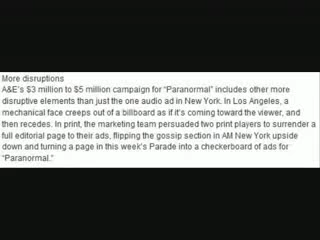 More disruptions
A&E's $3 million to $5 million campaign for “Paranormal” includes other more
disruptive elements than just the one audio ad in New York. In Los Angeles, a
mechanical face creeps out of a billboard as if it's coming toward the viewer, and
then recedes. In print, the marketing team persuaded two print players to surrender a
full editorial page to their ads, flipping the gossip section in AM New York upside
down and turning a page in this week's Parade into a checkerboard of ads for
“Paranormal.”